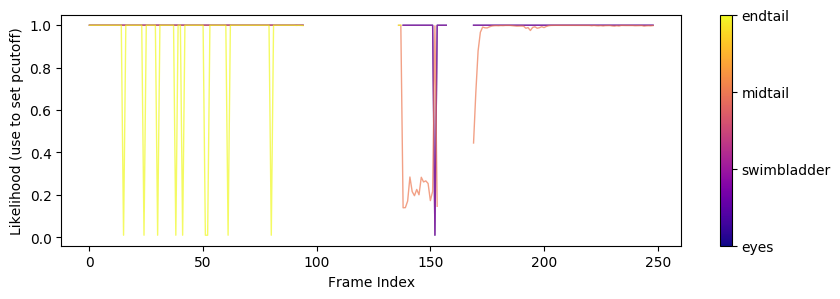 Likelihood (use to set pcutoff)
1.0
0.8
0.6
0.4
0.2
0.0
0
50
100
150
200
250
Frame Index
endtail
midtail
swimbladder
eyes